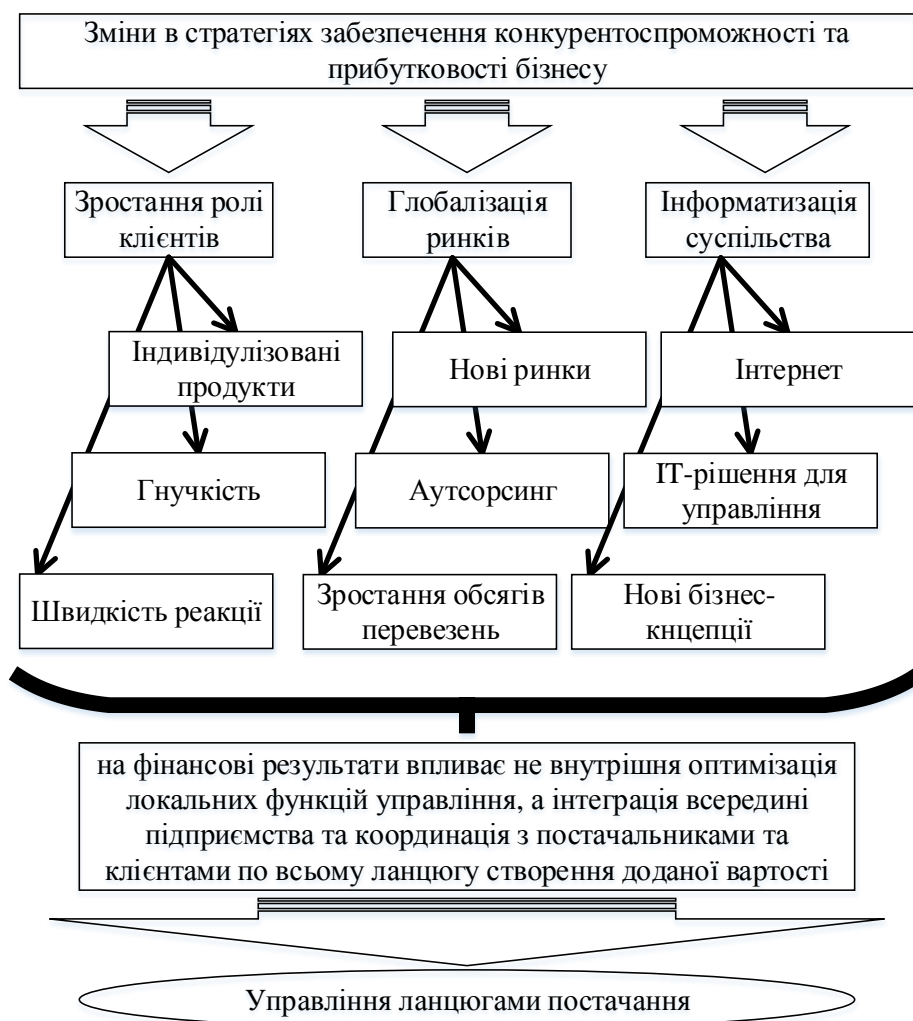 Зміни в стратегіях забезпечення конкурентоспроможності та
прибутковості бізнесу
Зростання ролі
клієнтів
Глобалізація
ринків
Інформатизація
суспільства
Індивідулізовані
продукти
Нові ринки
Інтернет
Гнучкість
Аутсорсинг
ІТ-рішення для
управління
Швидкість реакції
Зростання обсягів
перевезень
Нові бізнес-
кнцепції
на фінансові результати впливає не внутрішня оптимізація
локальних функцій управління, а інтеграція всередині
підприємства та координація з постачальниками та
клієнтами по всьому ланцюгу створення доданої вартості
Управління ланцюгами постачання